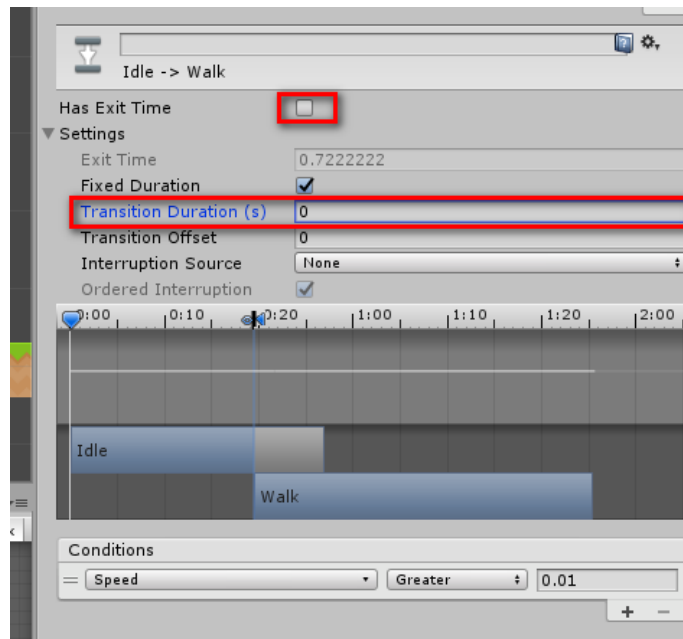 Idle -> Walk
Has Exit Time
Settings
Exit Time 0.7222222
Fixed Duration
Transition Duration (s) 0
Transition Offset 0
Interruption Source None
Ordered Interruption
0:00 0:10 0:20 1:00 1:10 1:20 2:00
Idle
Walk
Conditions
= Speed Greater 0.01
+ −